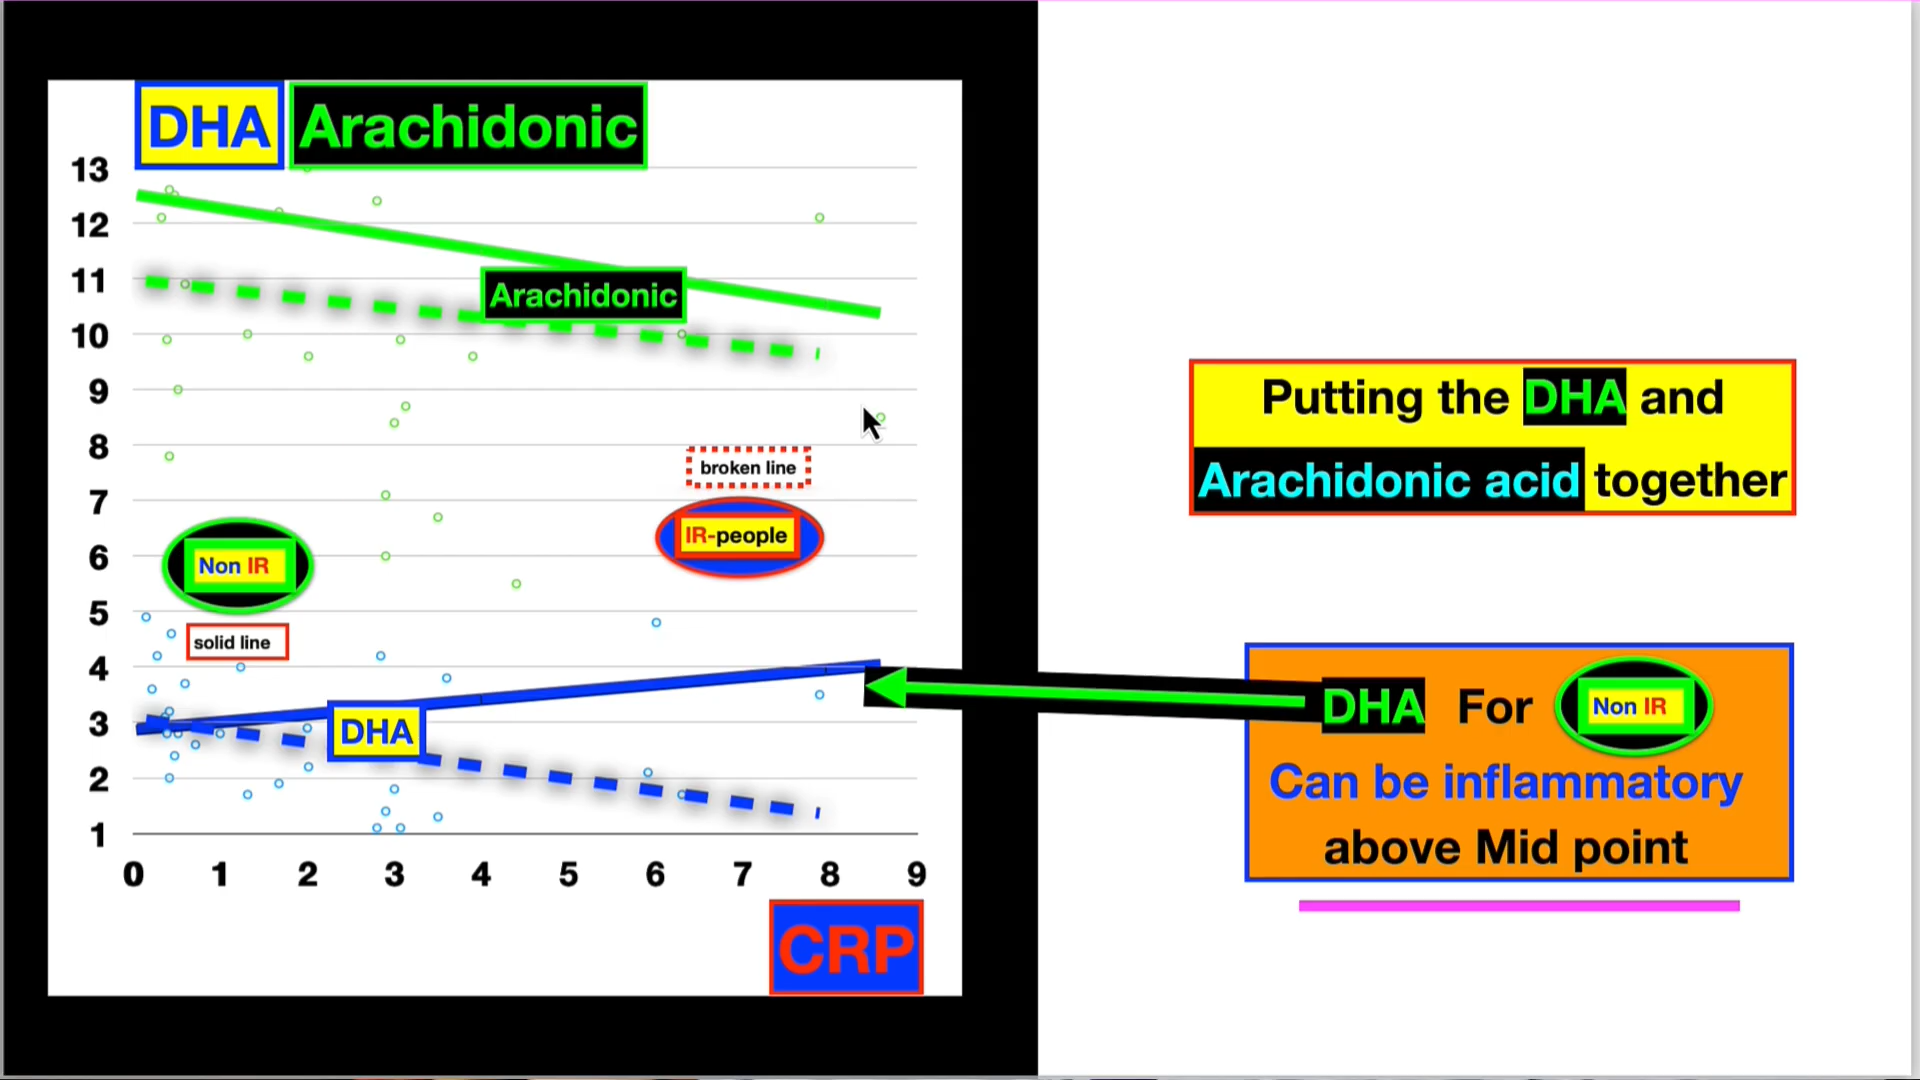 DHA Arachidonic
13
12
11
10
9
8
7
6
5
4
3
2
1
0 1 2 3 4 5 6 7 8 9
Arachidonic
broken line
IR-people
Non IR
solid line
DHA
CRP
Putting the DHA and
Arachidonic acid together
DHA For Non IR
Can be inflammatory
above Mid point